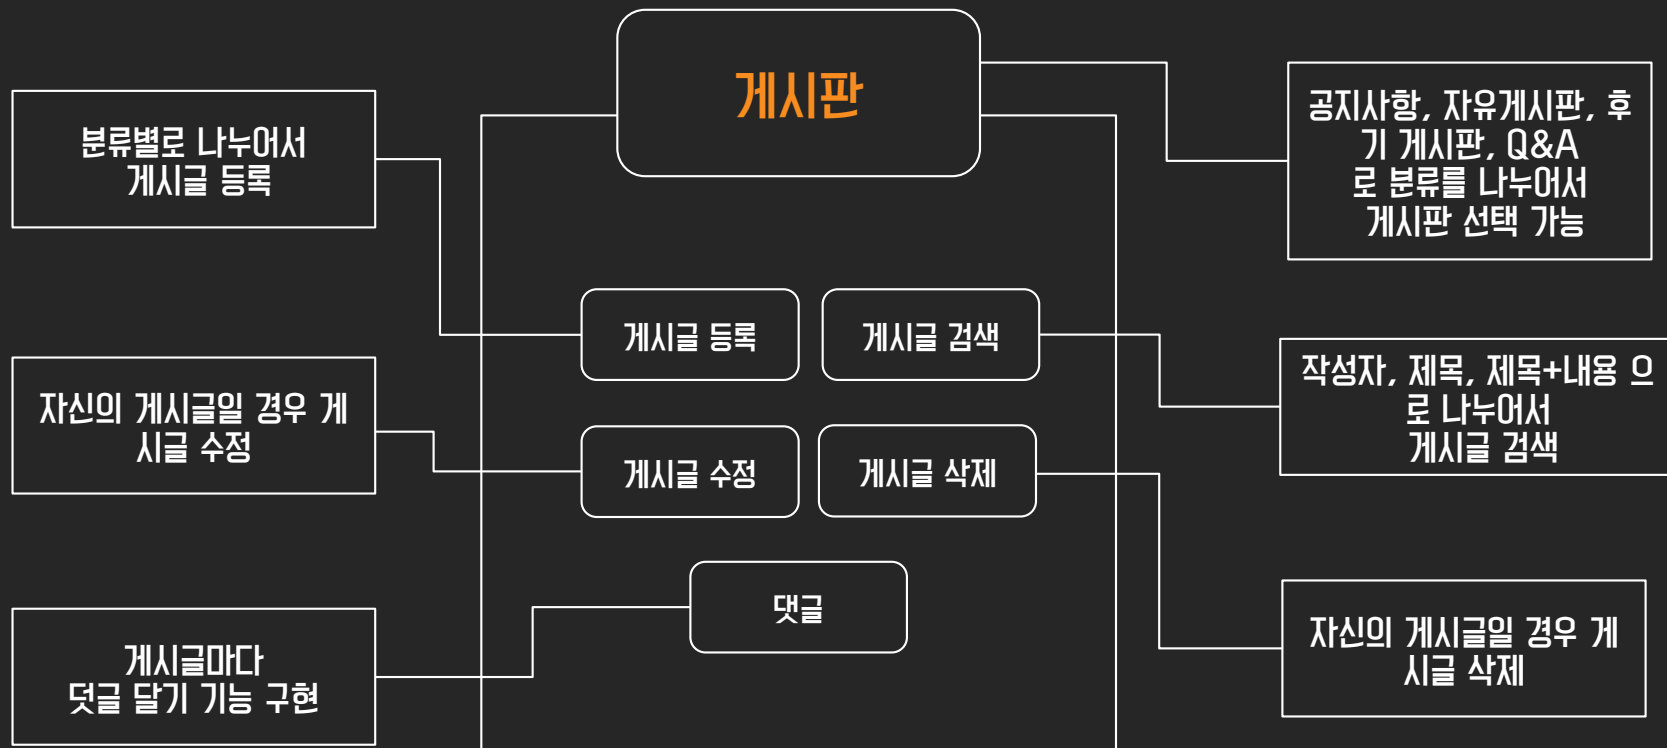 게시판
분류별로 나누어서
게시글 등록
공지사항, 자유게시판, 후
기 게시판, Q&A
로 분류를 나누어서
게시판 선택 가능
게시글 등록
게시글 검색
자신의 게시글일 경우 게
시글 수정
작성자, 제목, 제목+내용 으
로 나누어서
게시글 검색
게시글 수정
게시글 삭제
댓글
게시글마다
덧글 달기 기능 구현
자신의 게시글일 경우 게
시글 삭제